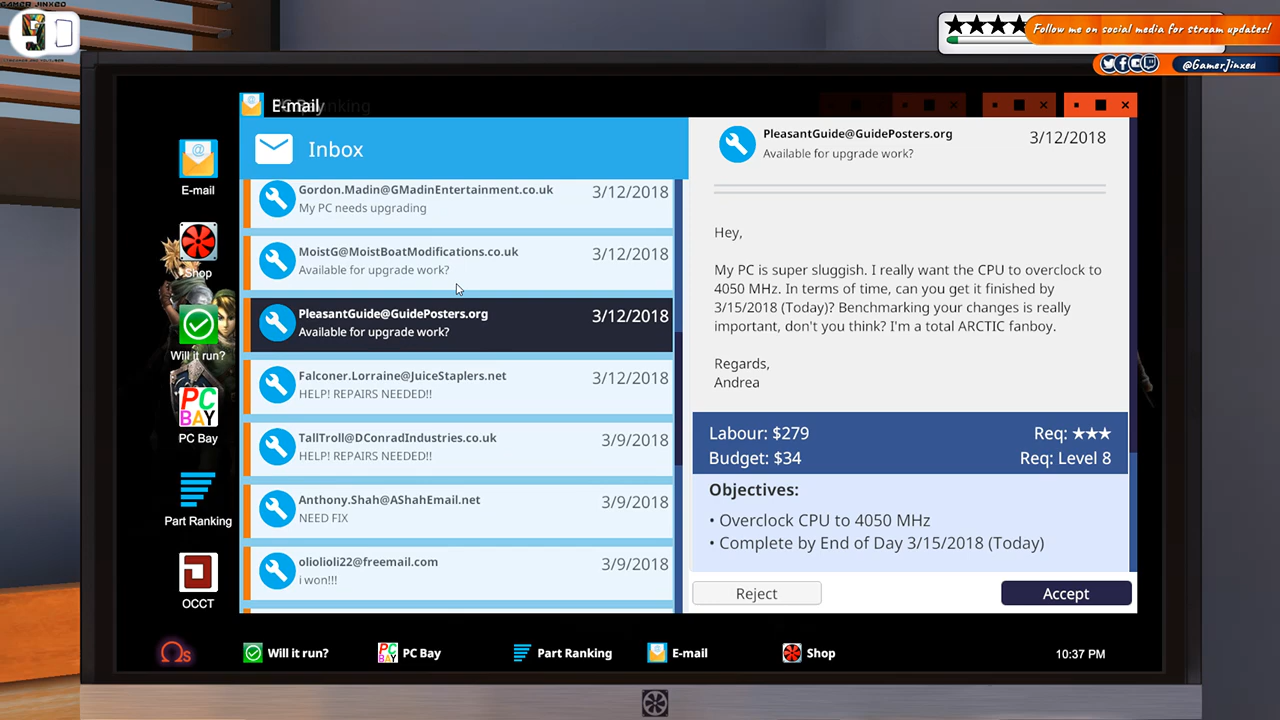 GAMER JINXED
Follow me on social media for stream updates!
@GamerJinxed
E-mail
Inbox
PleasantGuide@GuidePosters.org
3/12/2018
Available for upgrade work?
E-mail
Gordon.Madin@GMadinEntertainment.co.uk
3/12/2018
My PC needs upgrading
MoistG@MoistBoatModifications.co.uk
3/12/2018
Available for upgrade work?
PleasantGuide@GuidePosters.org
3/12/2018
Available for upgrade work?
Falconer.Lorraine@JuiceStaplers.net
3/12/2018
HELP! REPAIRS NEEDED!!
TallTroll@DConradIndustries.co.uk
3/9/2018
HELP! REPAIRS NEEDED!!
Anthony.Shah@AShahEmail.net
3/9/2018
NEED FIX
oliolioli22@freemail.com
3/9/2018
i won!!!
Shop
Will it run?
PC
BAY
PC Bay
Part Ranking
OCCT
Hey,
My PC is super sluggish. I really want the CPU to overclock to
4050 MHz. In terms of time, can you get it finished by
3/15/2018 (Today)? Benchmarking your changes is really
important, don't you think? I'm a total ARCTIC fanboy.
Regards,
Andrea
Labour: $279
Req: ★★★
Budget: $34
Req: Level 8
Objectives:
• Overclock CPU to 4050 MHz
• Complete by End of Day 3/15/2018 (Today)
Reject
Accept
Ωs
Will it run?
PC Bay
Part Ranking
E-mail
Shop
10:37 PM